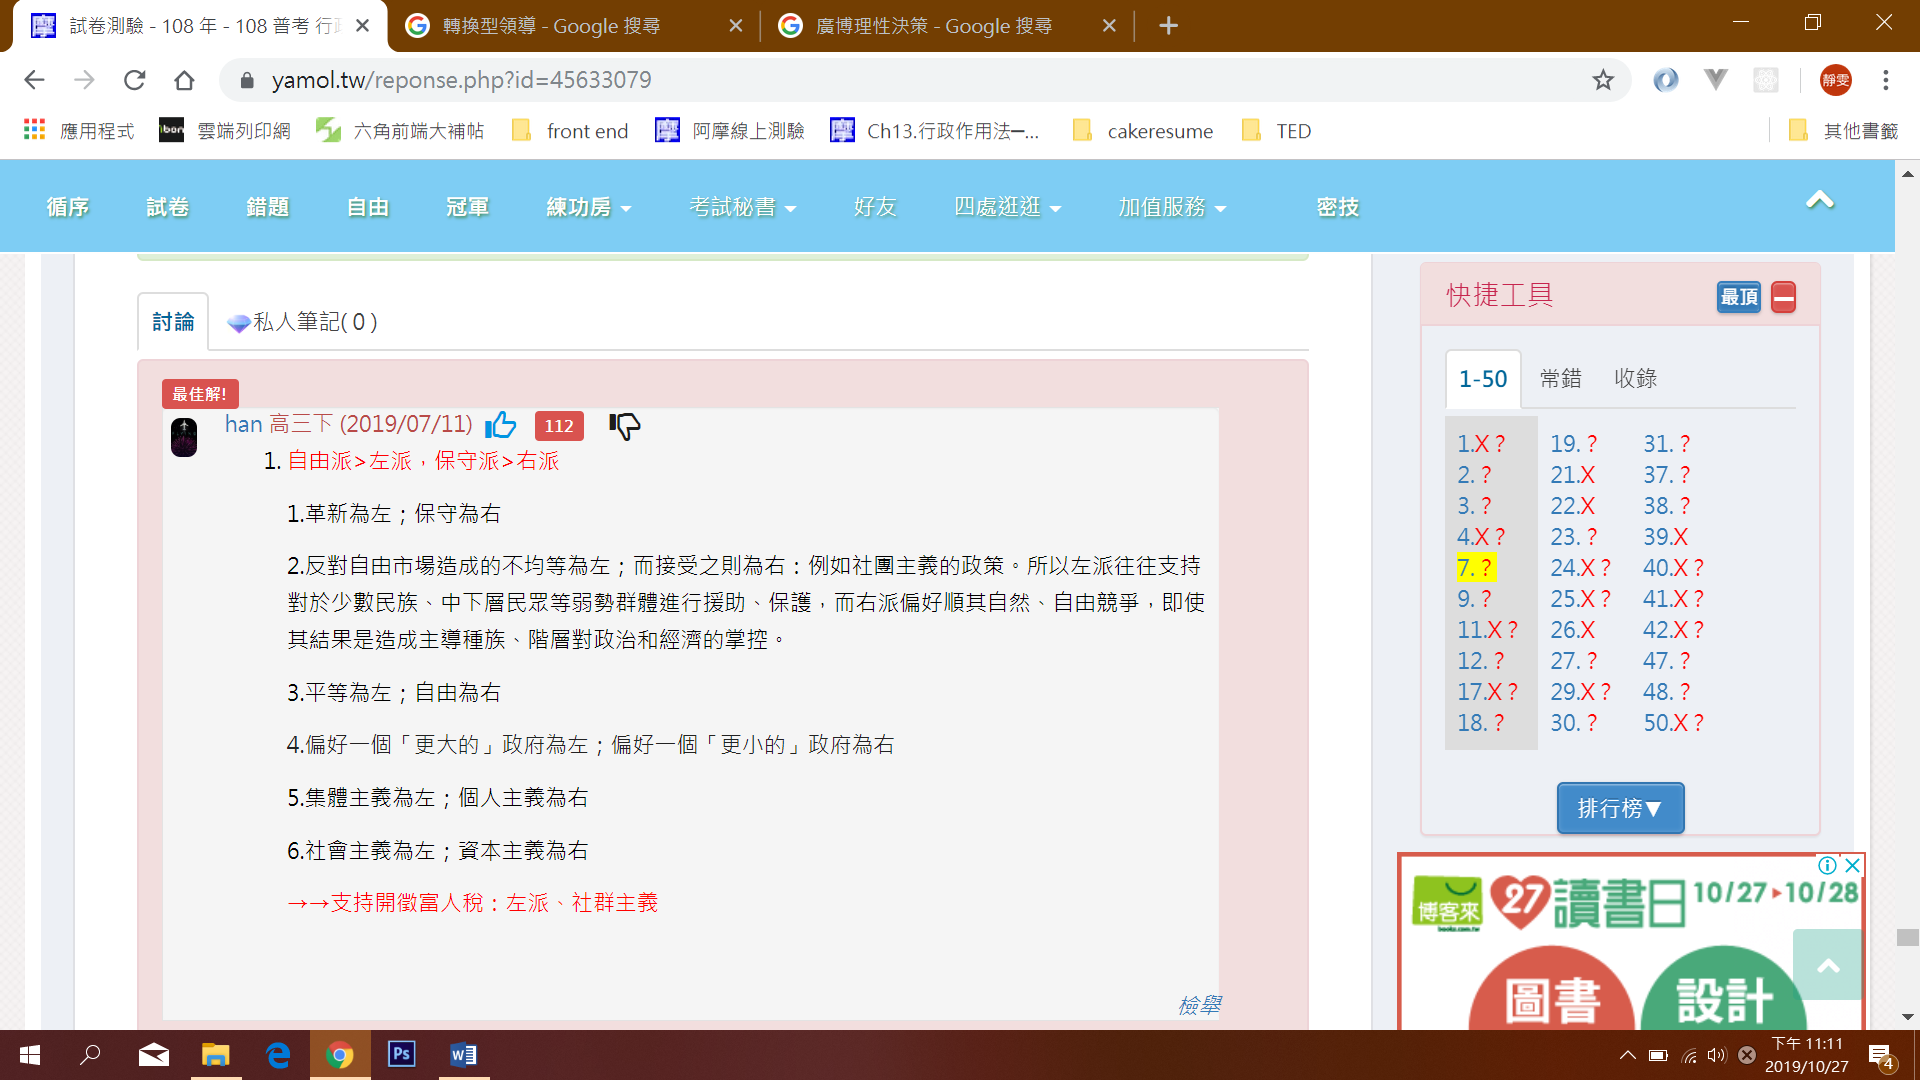 試卷測驗 - 108 年 - 108 普考 行
轉換型領導 - Google 搜尋
廣博理性決策 - Google 搜尋
yamol.tw/reponse.php?id=45633079
靜雯
應用程式
ibon
雲端列印網
六角前端大補帖
front end
阿摩線上測驗
Ch13.行政作用法─...
cakeresume
TED
其他書籤
循序
試卷
錯題
自由
冠軍
練功房
考試秘書
好友
四處逛逛
加值服務
密技
討論
私人筆記( 0 )
最佳解!
han 高三下 (2019/07/11) 112
1. 自由派>左派，保守派>右派
1.革新為左；保守為右
2.反對自由市場造成的不均等為左；而接受之則為右：例如社團主義的政策。所以左派往往支持
對於少數民族、中下層民眾等弱勢群體進行援助、保護，而右派偏好順其自然、自由競爭，即使
其結果是造成主導種族、階層對政治和經濟的掌控。
3.平等為左；自由為右
4.偏好一個「更大的」政府為左；偏好一個「更小的」政府為右
5.集體主義為左；個人主義為右
6.社會主義為左；資本主義為右
→→支持開徵富人稅：左派、社群主義
檢舉
快捷工具
最頂
1-50
常錯
收錄
1.X ?
2. ?
3. ?
4.X ?
7. ?
9. ?
11.X ?
12. ?
17.X ?
18. ?
19. ?
21.X
22.X
23. ?
24.X ?
25.X ?
26.X
27. ?
29.X ?
30. ?
31. ?
37. ?
38. ?
39.X
40.X ?
41.X ?
42.X ?
47. ?
48. ?
50.X ?
排行榜▼
博客來
books.com.tw
27 讀書日 10/27 ▸ 10/28
圖書
設計
Ps
下午 11:11
2019/10/27
4